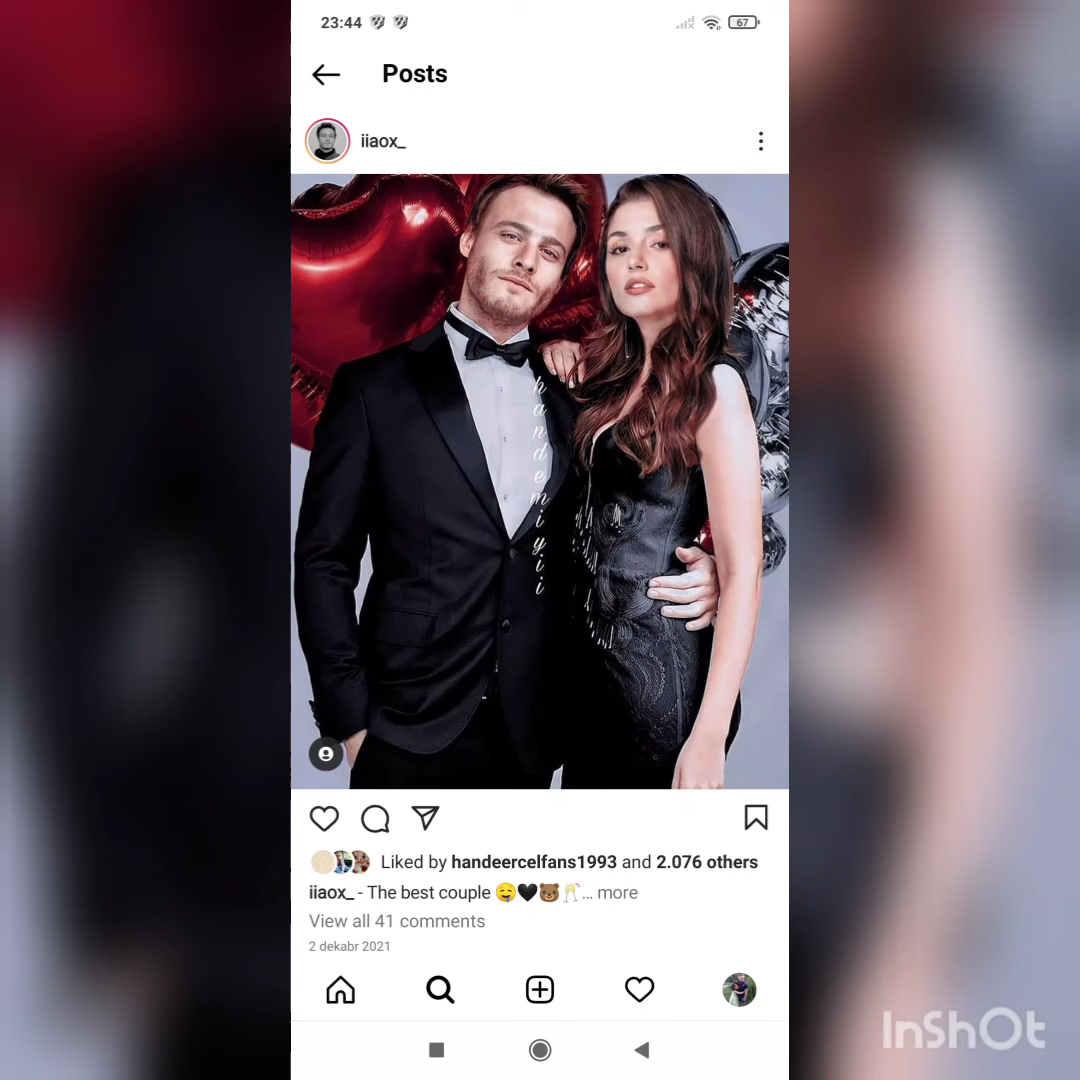 23:44
67
Posts
iiaox_
handemiyii
Liked by handeercelfans1993 and 2.076 others
iiaox_ - The best couple 🤤🖤🐻🥂... more
View all 41 comments
2 dekabr 2021
InShOt